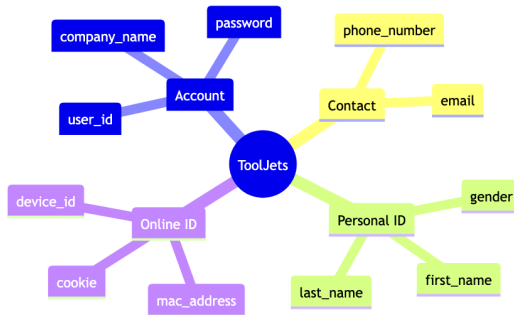 password
company_name
phone_number
Account
Contact
email
user_id
ToolJets
device_id
gender
Online ID
Personal ID
cookie
first_name
last_name
mac_address